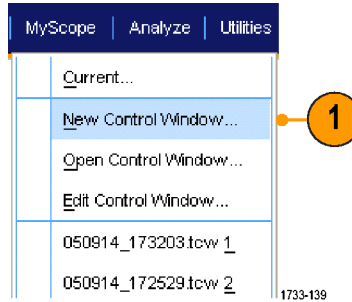 MyScope | Analyze | Utilities
Current...
New Control Window...
1
Open Control Window...
Edit Control Window...
050914_173203.tcw 1
050914_172529.tcw 2
1733-139